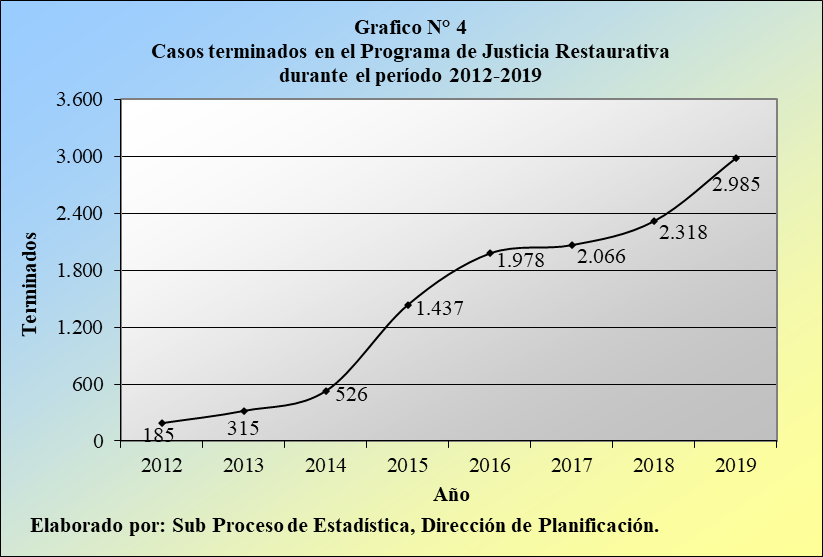 Grafico N° 4
Casos terminados en el Programa de Justicia Restaurativa
durante el período 2012-2019
3.600
3.000
2.400
1.800
1.200
600
0
Terminados
185
315
526
1.437
1.978
2.066
2.318
2.985
2012 2013 2014 2015 2016 2017 2018 2019
Año
Elaborado por: Sub Proceso de Estadística, Dirección de Planificación.